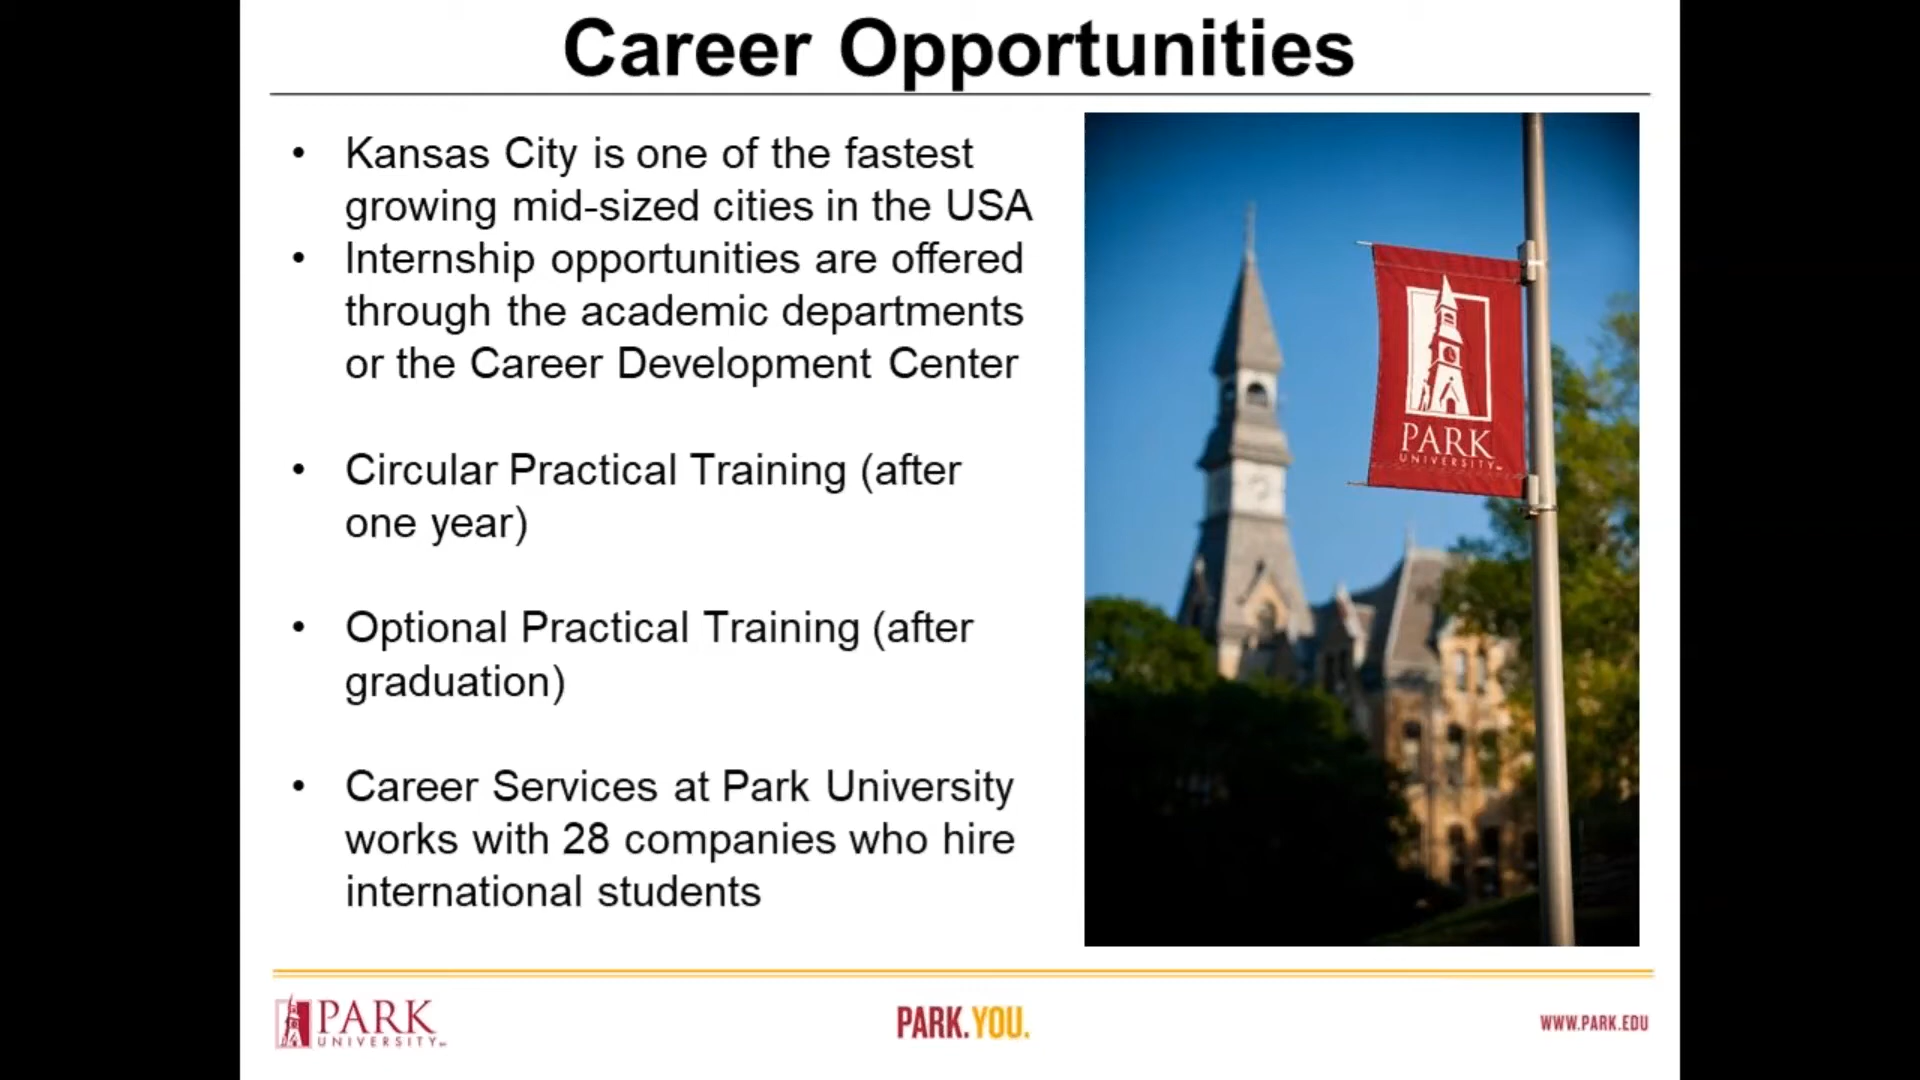 Career Opportunities
• Kansas City is one of the fastest
growing mid-sized cities in the USA
• Internship opportunities are offered
through the academic departments
or the Career Development Center
• Circular Practical Training (after
one year)
• Optional Practical Training (after
graduation)
• Career Services at Park University
works with 28 companies who hire
international students
PARK
UNIVERSITY
PARK
UNIVERSITY
PARK.YOU.
WWW.PARK.EDU